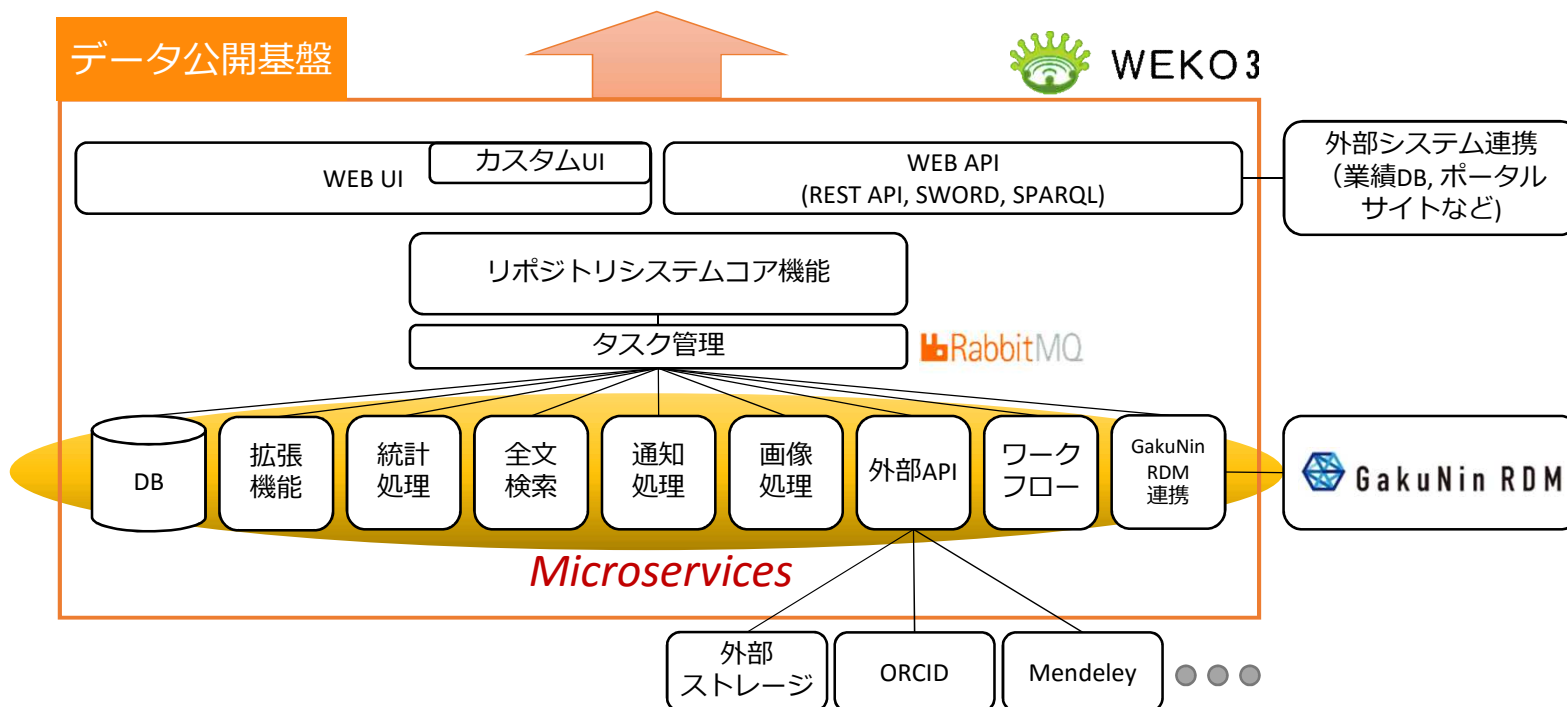 データ公開基盤
WEKO3
WEB UI
カスタムUI
WEB API
(REST API, SWORD, SPARQL)
外部システム連携
（業績DB, ポータル
サイトなど)
リポジトリシステムコア機能
タスク管理
RabbitMQ
DB
拡張
機能
統計
処理
全文
検索
通知
処理
画像
処理
外部API
ワーク
フロー
GakuNin
RDM
連携
GakuNin RDM
Microservices
外部
ストレージ
ORCID
Mendeley